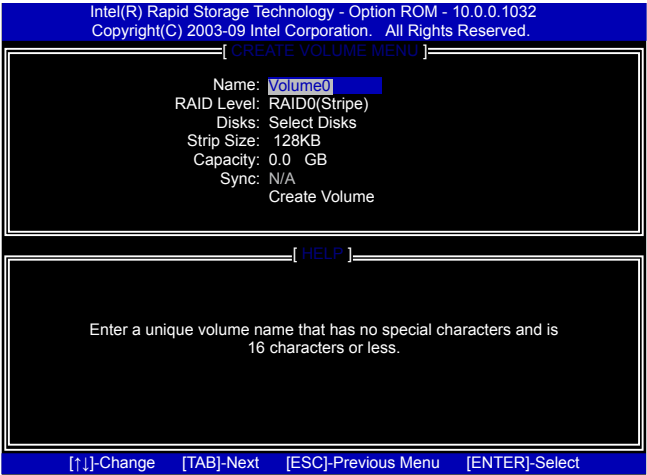 Intel(R) Rapid Storage Technology - Option ROM - 10.0.0.1032
Copyright(C) 2003-09 Intel Corporation. All Rights Reserved.
[ CREATE VOLUME MENU ]
Name: Volume0
RAID Level: RAID0(Stripe)
Disks: Select Disks
Strip Size: 128KB
Capacity: 0.0 GB
Sync: N/A
Create Volume
[ HELP ]
Enter a unique volume name that has no special characters and is
16 characters or less.
[↑↓]-Change [TAB]-Next [ESC]-Previous Menu [ENTER]-Select